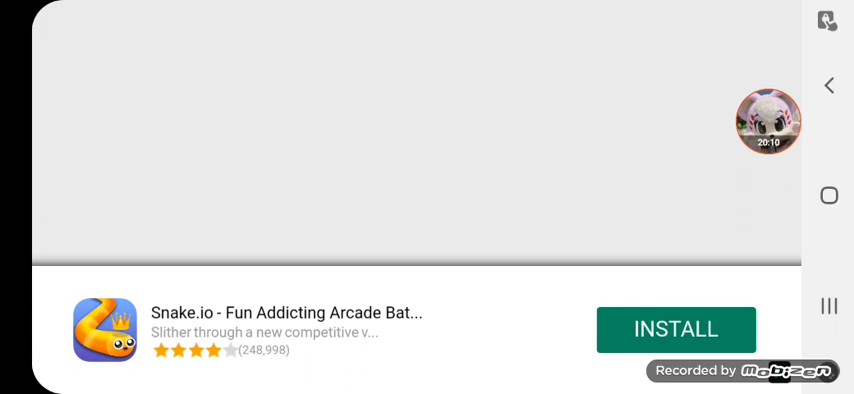 20:10
Snake.io - Fun Addicting Arcade Bat...
Slither through a new competitive v...
(248,998)
INSTALL
Recorded by mobizen